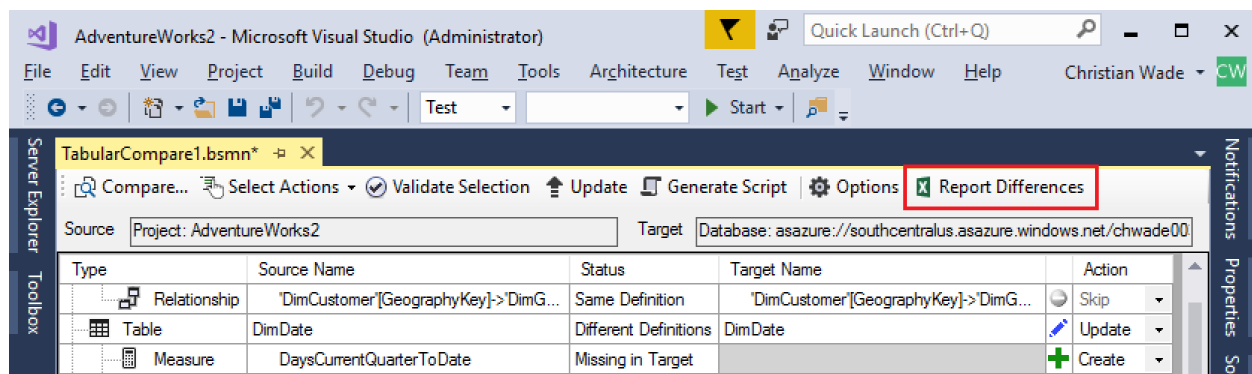 AdventureWorks2 - Microsoft Visual Studio (Administrator) Quick Launch (Ctrl+Q)
File Edit View Project Build Debug Team Tools Architecture Test Analyze Window Help Christian Wade CW
Test Start
Server Explorer
Toolbox
TabularCompare1.bsmn*
Compare... Select Actions Validate Selection Update Generate Script Options Report Differences
Source Project: AdventureWorks2 Target Database: asazure://southcentralus.asazure.windows.net/chwade00
Type Source Name Status Target Name Action
Relationship 'DimCustomer'[GeographyKey]->'DimG... Same Definition 'DimCustomer'[GeographyKey]->'DimG... Skip
Table DimDate Different Definitions DimDate Update
Measure DaysCurrentQuarterToDate Missing in Target Create
Notifications
Properties
So